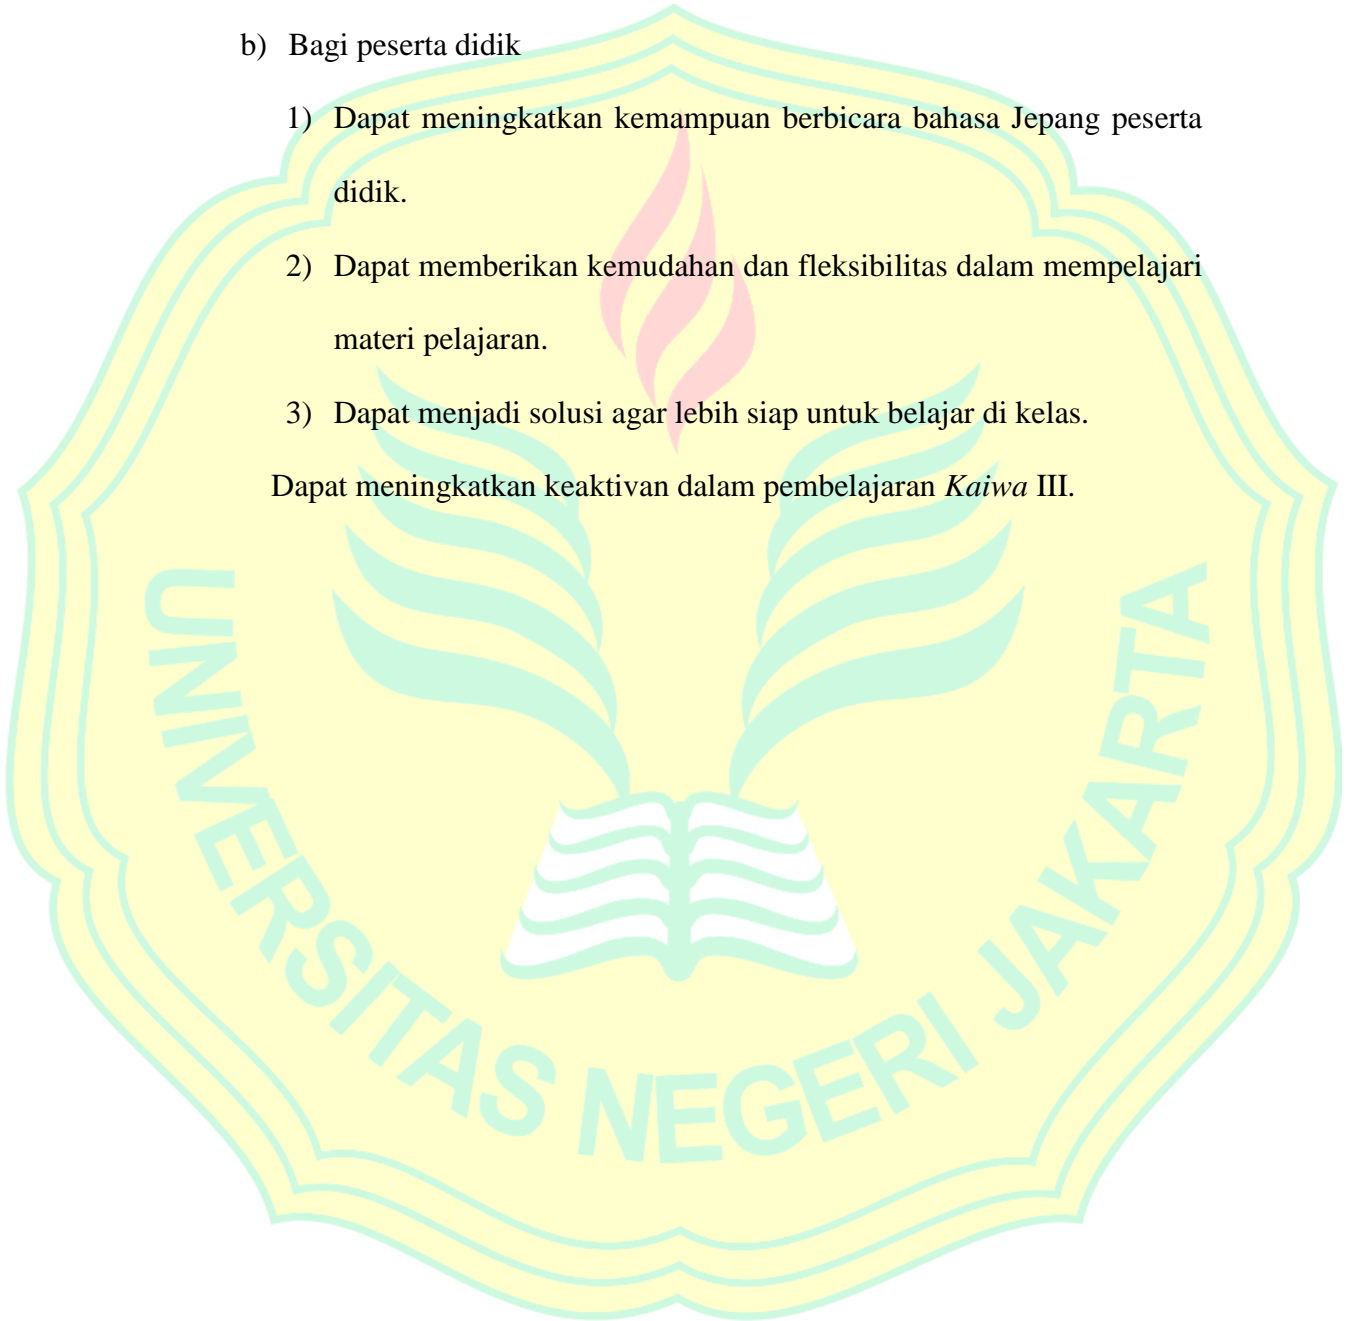 b) Bagi peserta didik
1) Dapat meningkatkan kemampuan berbicara bahasa Jepang peserta
didik.
2) Dapat memberikan kemudahan dan fleksibilitas dalam mempelajari
materi pelajaran.
3) Dapat menjadi solusi agar lebih siap untuk belajar di kelas.
Dapat meningkatkan keaktivan dalam pembelajaran Kaiwa III.
UNIVERSITAS NEGERI JAKARTA